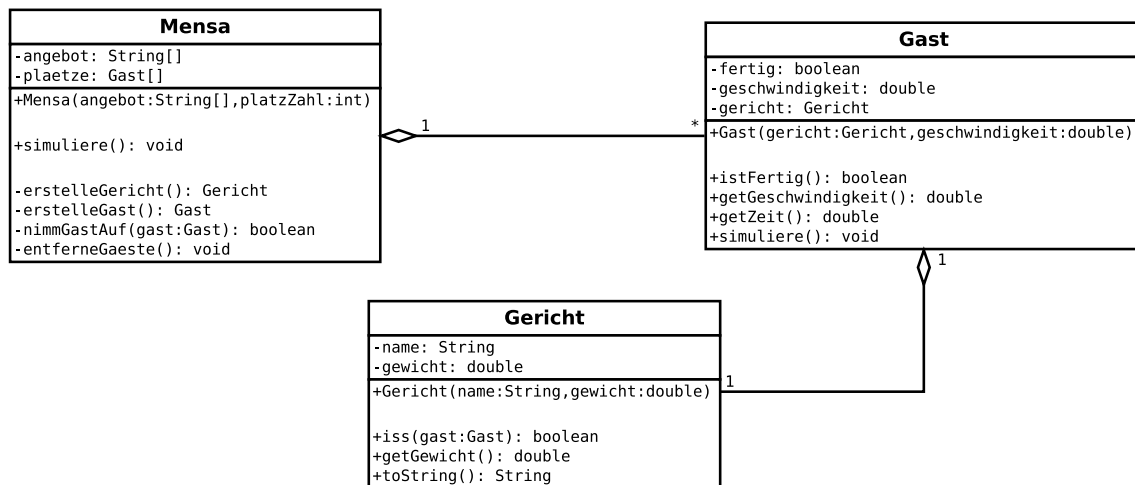 Mensa
-angebot: String[]
-plaetze: Gast[]
+Mensa(angebot:String[],platzZahl:int)
+simuliere(): void
-erstelleGericht(): Gericht
-erstelleGast(): Gast
-nimmGastAuf(gast:Gast): boolean
-entferneGaeste(): void
1
*
Gast
-fertig: boolean
-geschwindigkeit: double
-gericht: Gericht
+Gast(gericht:Gericht,geschwindigkeit:double)
+istFertig(): boolean
+getGeschwindigkeit(): double
+getZeit(): double
+simuliere(): void
1
Gericht
-name: String
-gewicht: double
+Gericht(name:String,gewicht:double)
+iss(gast:Gast): boolean
+getGewicht(): double
+toString(): String
1